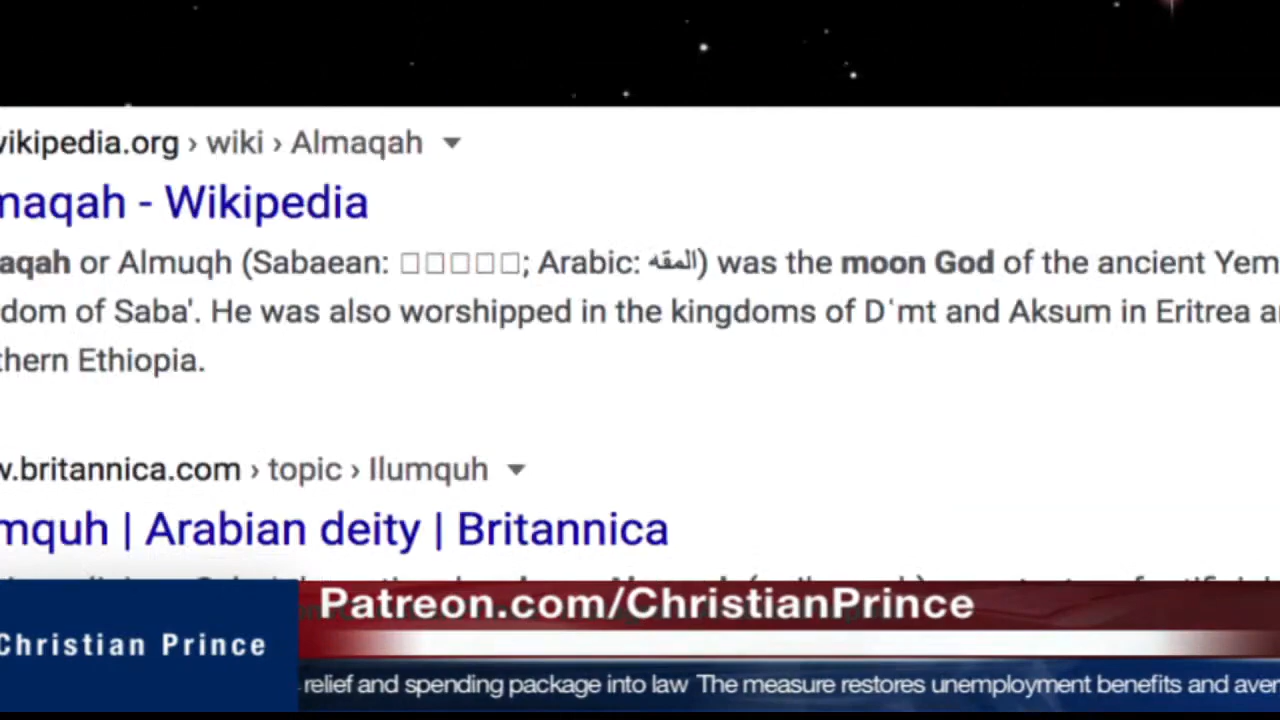 vikipedia.org › wiki › Almaqah
maqah - Wikipedia
aqah or Almuqh (Sabaean: □□□□□; Arabic: المقه) was the moon God of the ancient Yem
dom of Saba'. He was also worshipped in the kingdoms of Dʿmt and Aksum in Eritrea a
thern Ethiopia.
w.britannica.com › topic › Ilumquh
mquh | Arabian deity | Britannica
Patreon.com/ChristianPrince
Christian Prince
relief and spending package into law The measure restores unemployment benefits and aver